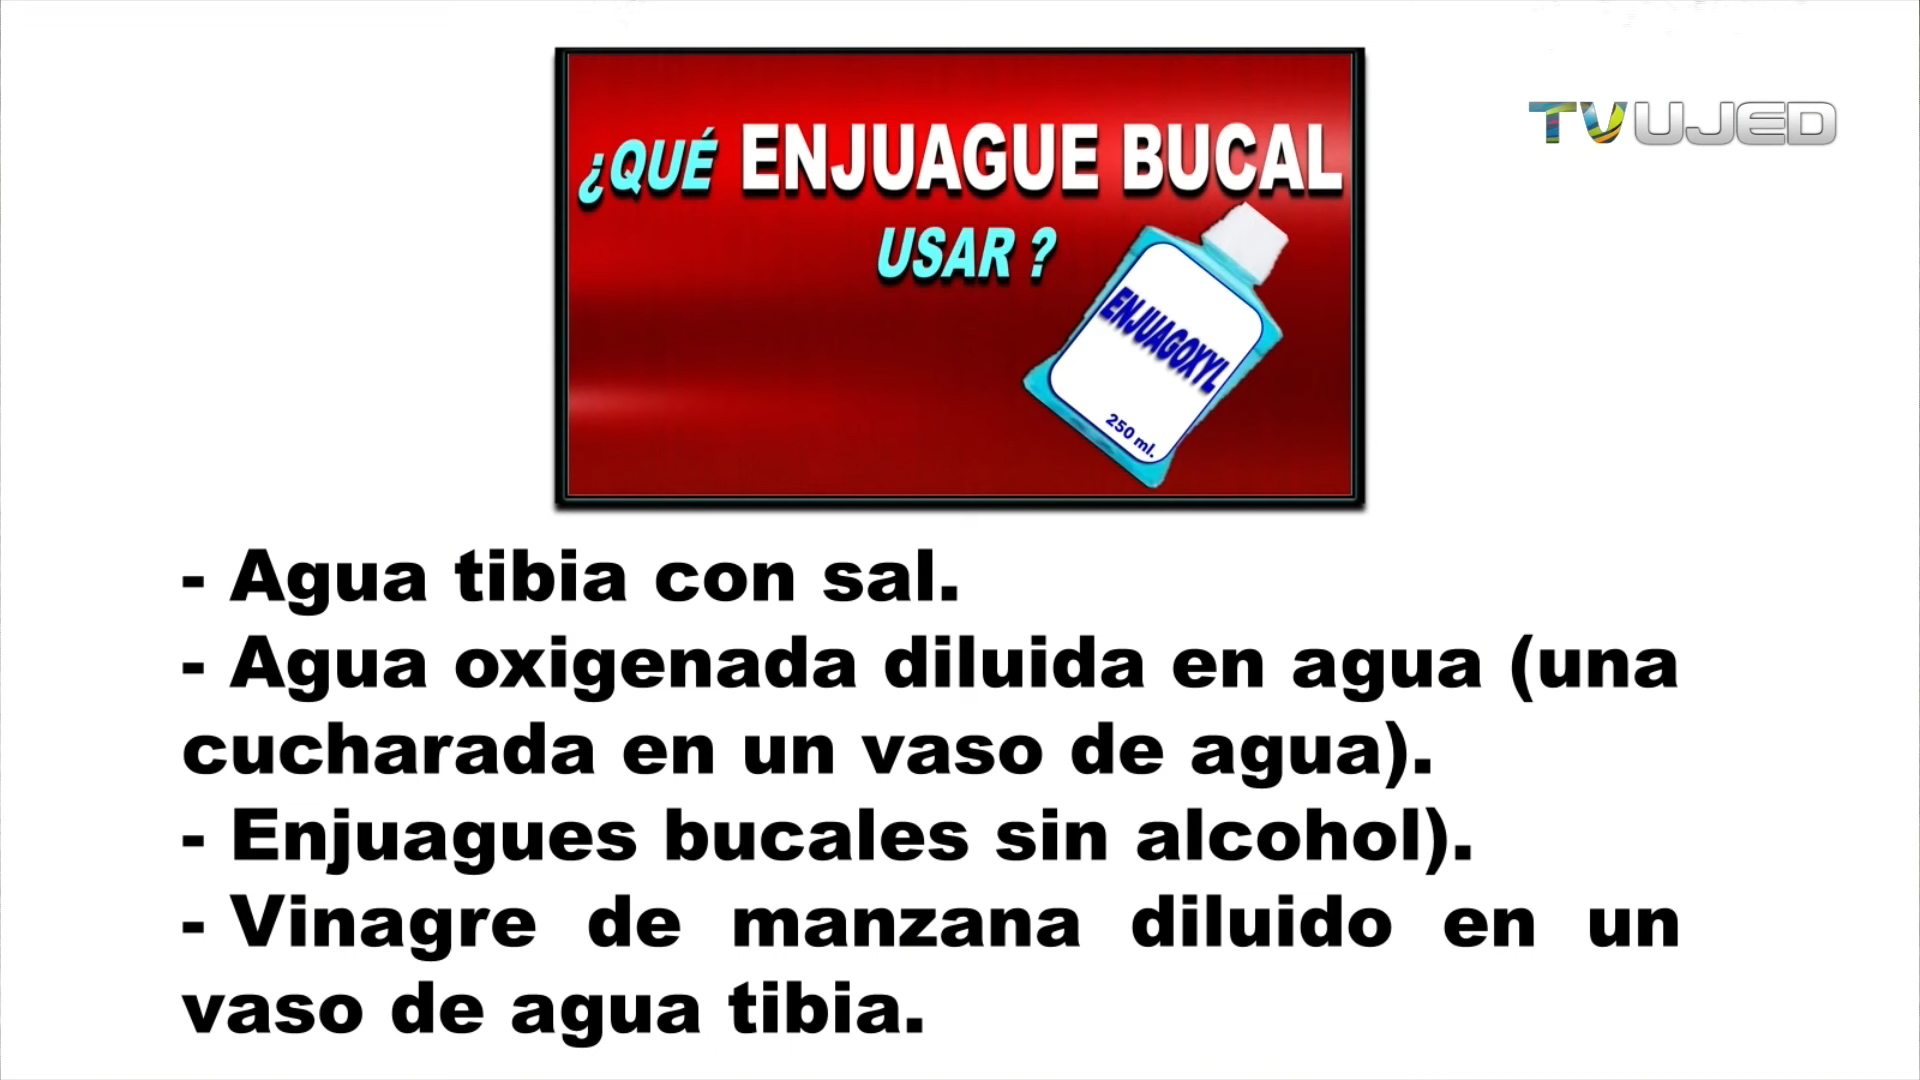 TVUJED
¿QUÉ ENJUAGUE BUCAL
USAR ?
ENJUAGOXYL
250 ml.
- Agua tibia con sal.
- Agua oxigenada diluida en agua (una
cucharada en un vaso de agua).
- Enjuagues bucales sin alcohol).
- Vinagre de manzana diluido en un
vaso de agua tibia.